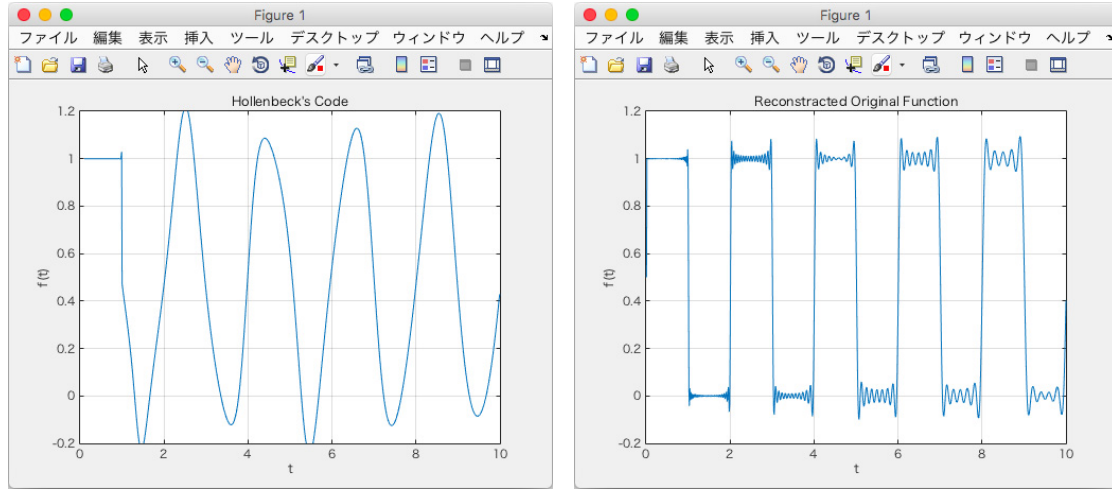 Figure 1
ファイル 編集 表示 挿入 ツール デスクトップ ウィンドウ ヘルプ
Hollenbeck's Code
1.2
1
0.8
0.6
0.4
0.2
0
-0.2
f(t)
0 2 4 6 8 10
t
Figure 1
ファイル 編集 表示 挿入 ツール デスクトップ ウィンドウ ヘルプ
Reconstracted Original Function
1.2
1
0.8
0.6
0.4
0.2
0
-0.2
f(t)
0 2 4 6 8 10
t